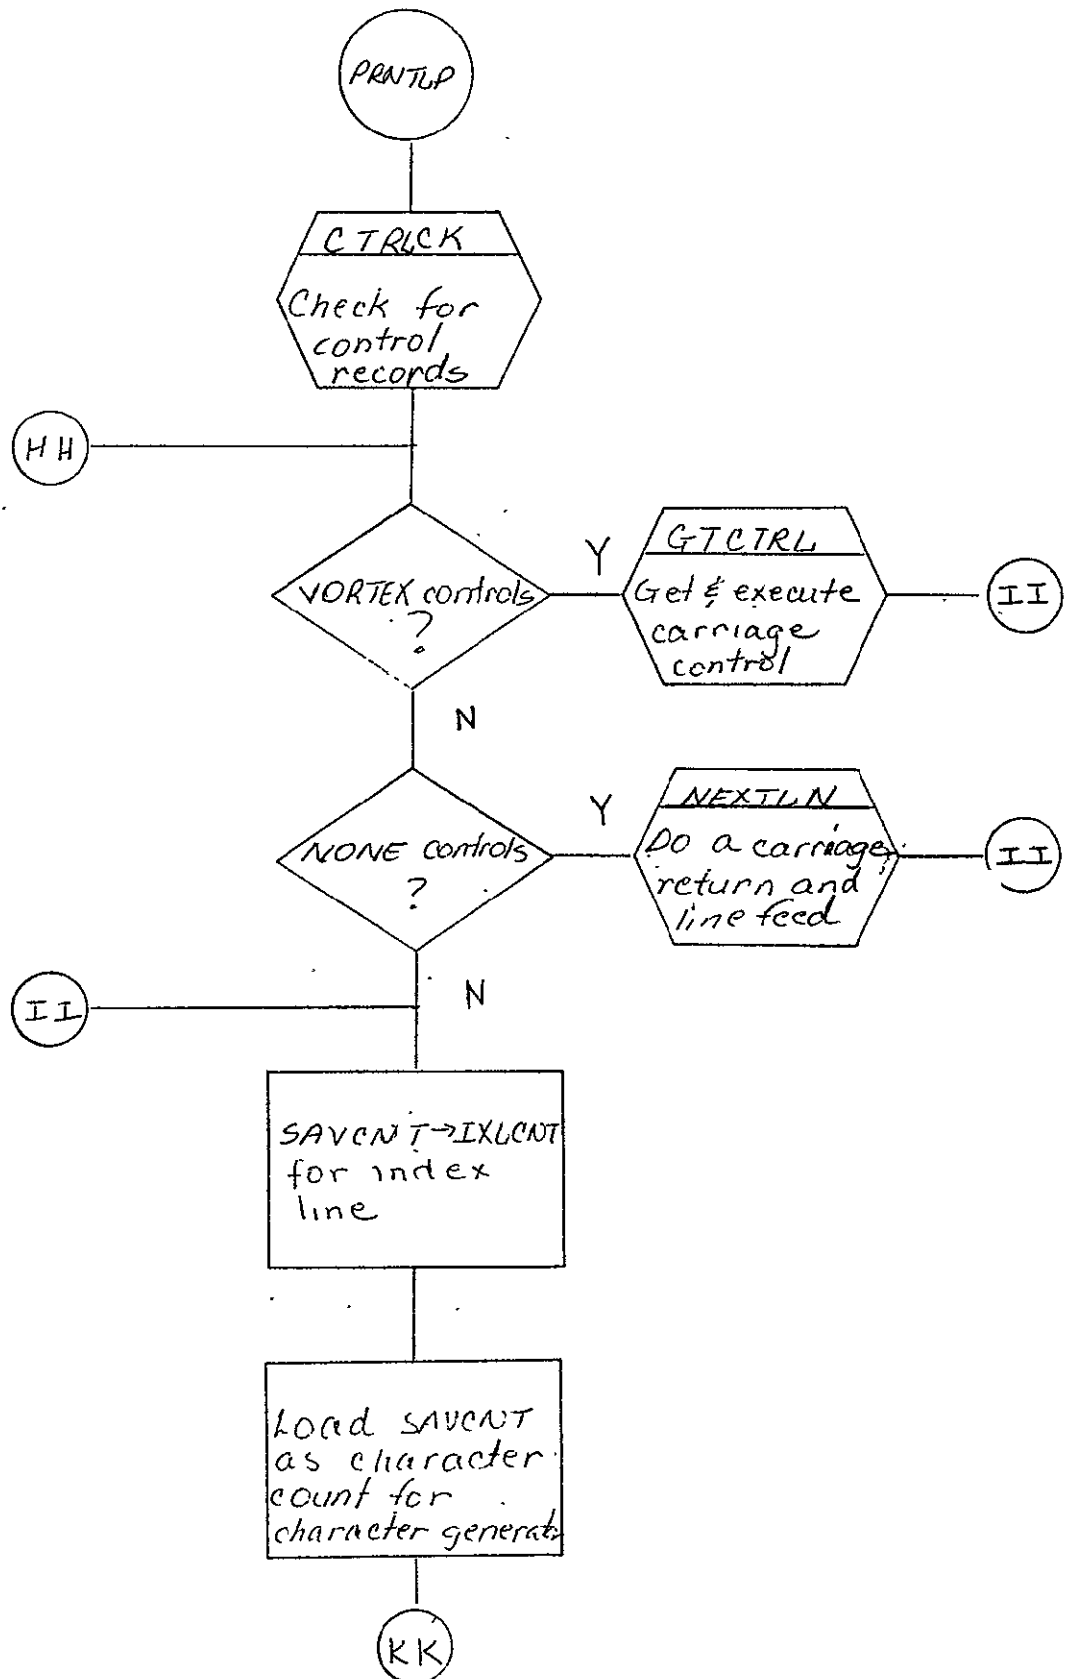 PRNTLP
CTRLCK
Check for
control
records
HH
VORTEX controls
?
Y
GTCTRL
Get & execute
carriage
control
II
N
NONE controls
?
Y
NEXTLN
Do a carriage
return and
line feed
II
N
II
SAVCNT→IXLCNT
for index
line
Load SAVCNT
as character
count for
character
KK